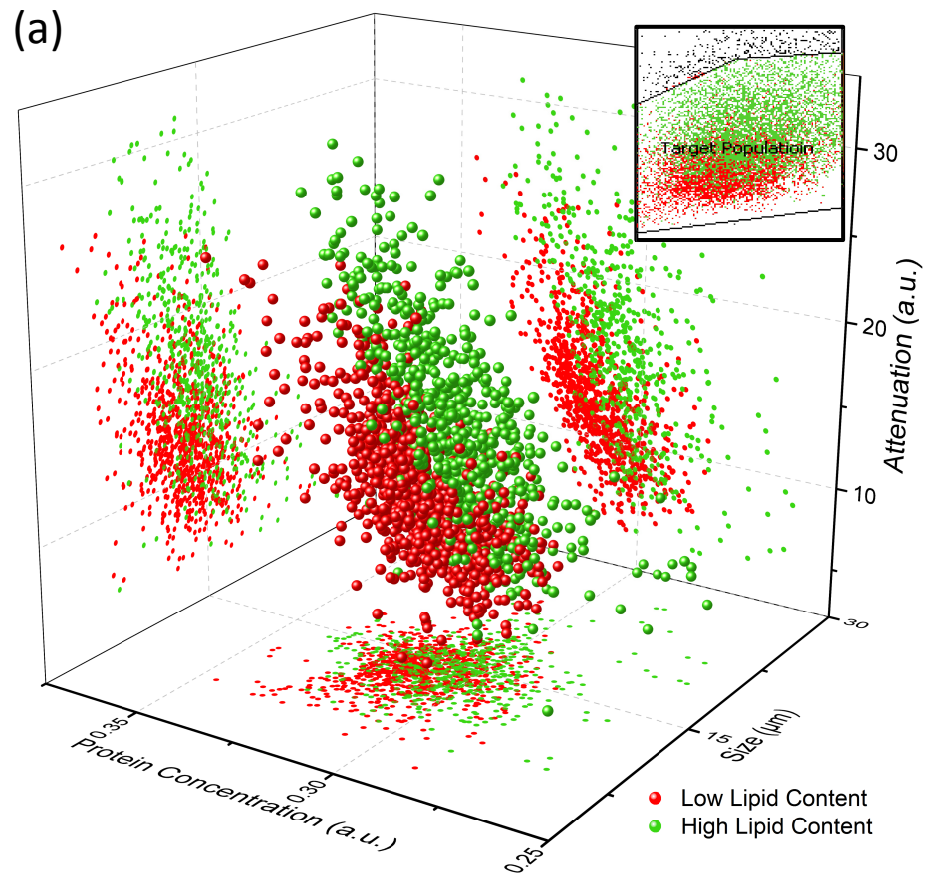 (a)
Target Populatioin
30
20
10
Attenuation (a.u.)
30
15
Size (µm)
0.35
0.30
0.25
Protein Concentration (a.u.)
Low Lipid Content
High Lipid Content